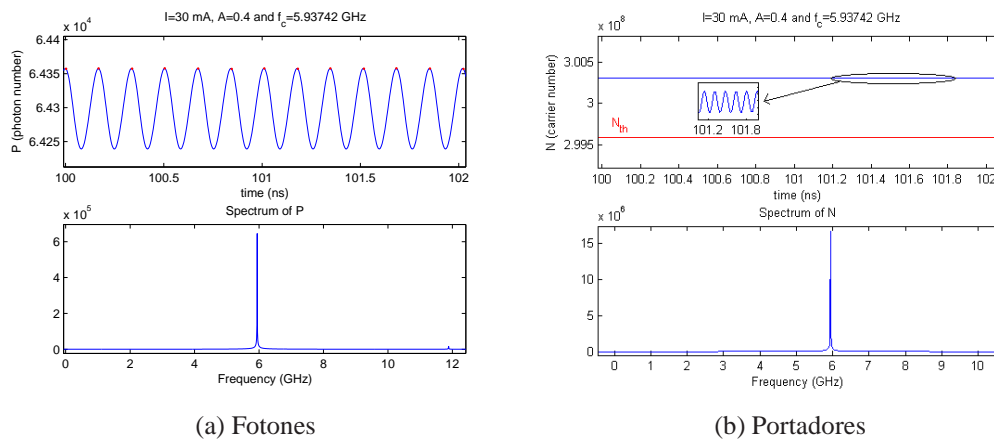 I=30 mA, A=0.4 and f_c=5.93742 GHz
x 10^4
6.44
6.435
6.43
6.425
P (photon number)
100 100.5 101 101.5 102
time (ns)
Spectrum of P
x 10^5
6
4
2
0
0 2 4 6 8 10 12
Frequency (GHz)
(a) Fotones
I=30 mA, A=0.4 and f_c=5.93742 GHz
x 10^8
3.005
3
2.995
N (carrier number)
N_th
101.2 101.8
100 100.2 100.4 100.6 100.8 101 101.2 101.4 101.6 101.8 102
time (ns)
Spectrum of N
x 10^6
15
10
5
0
0 1 2 3 4 5 6 7 8 9 10
Frequency (GHz)
(b) Portadores